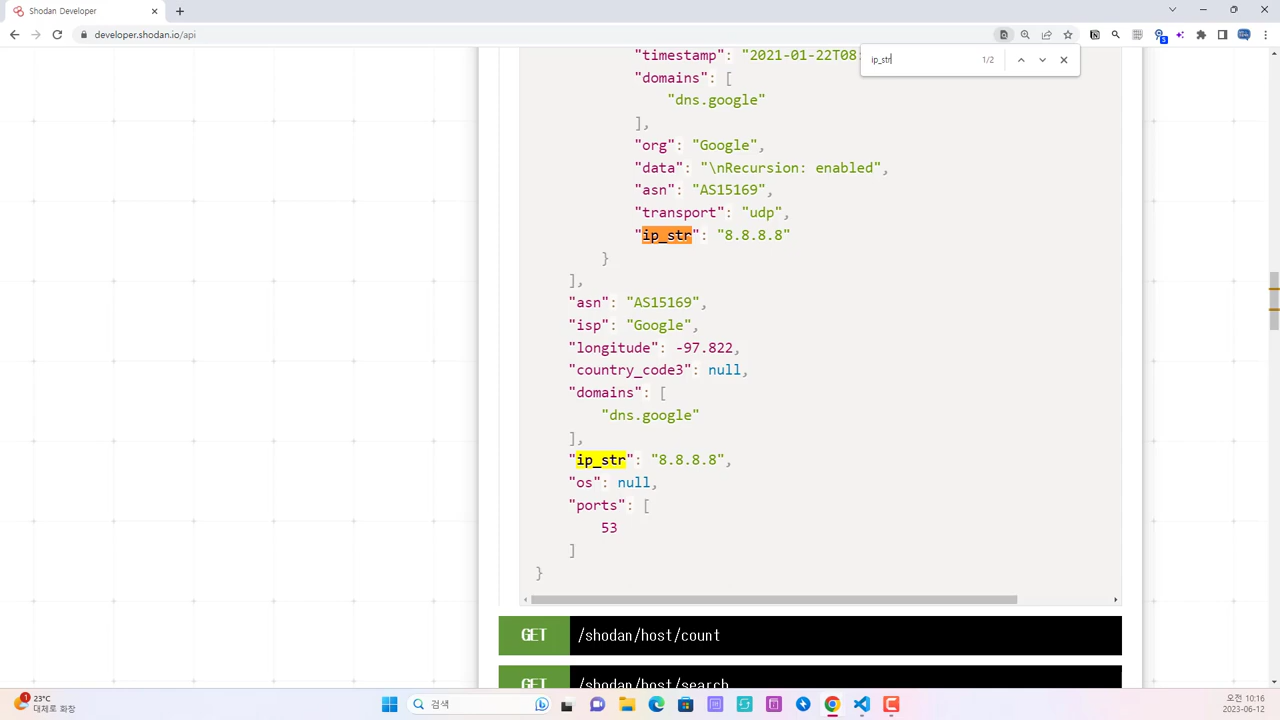 Shodan Developer
developer.shodan.io/api
ip_str
1/2
"timestamp": "2021-01-22T08:
"domains": [
"dns.google"
],
"org": "Google",
"data": "\nRecursion: enabled",
"asn": "AS15169",
"transport": "udp",
"ip_str": "8.8.8.8"
}
],
"asn": "AS15169",
"isp": "Google",
"longitude": -97.822,
"country_code3": null,
"domains": [
"dns.google"
],
"ip_str": "8.8.8.8",
"os": null,
"ports": [
53
]
}
GET /shodan/host/count
GET /shodan/host/search
1
23°C
대체로 화창
검색
오전 10:16
2023-06-12